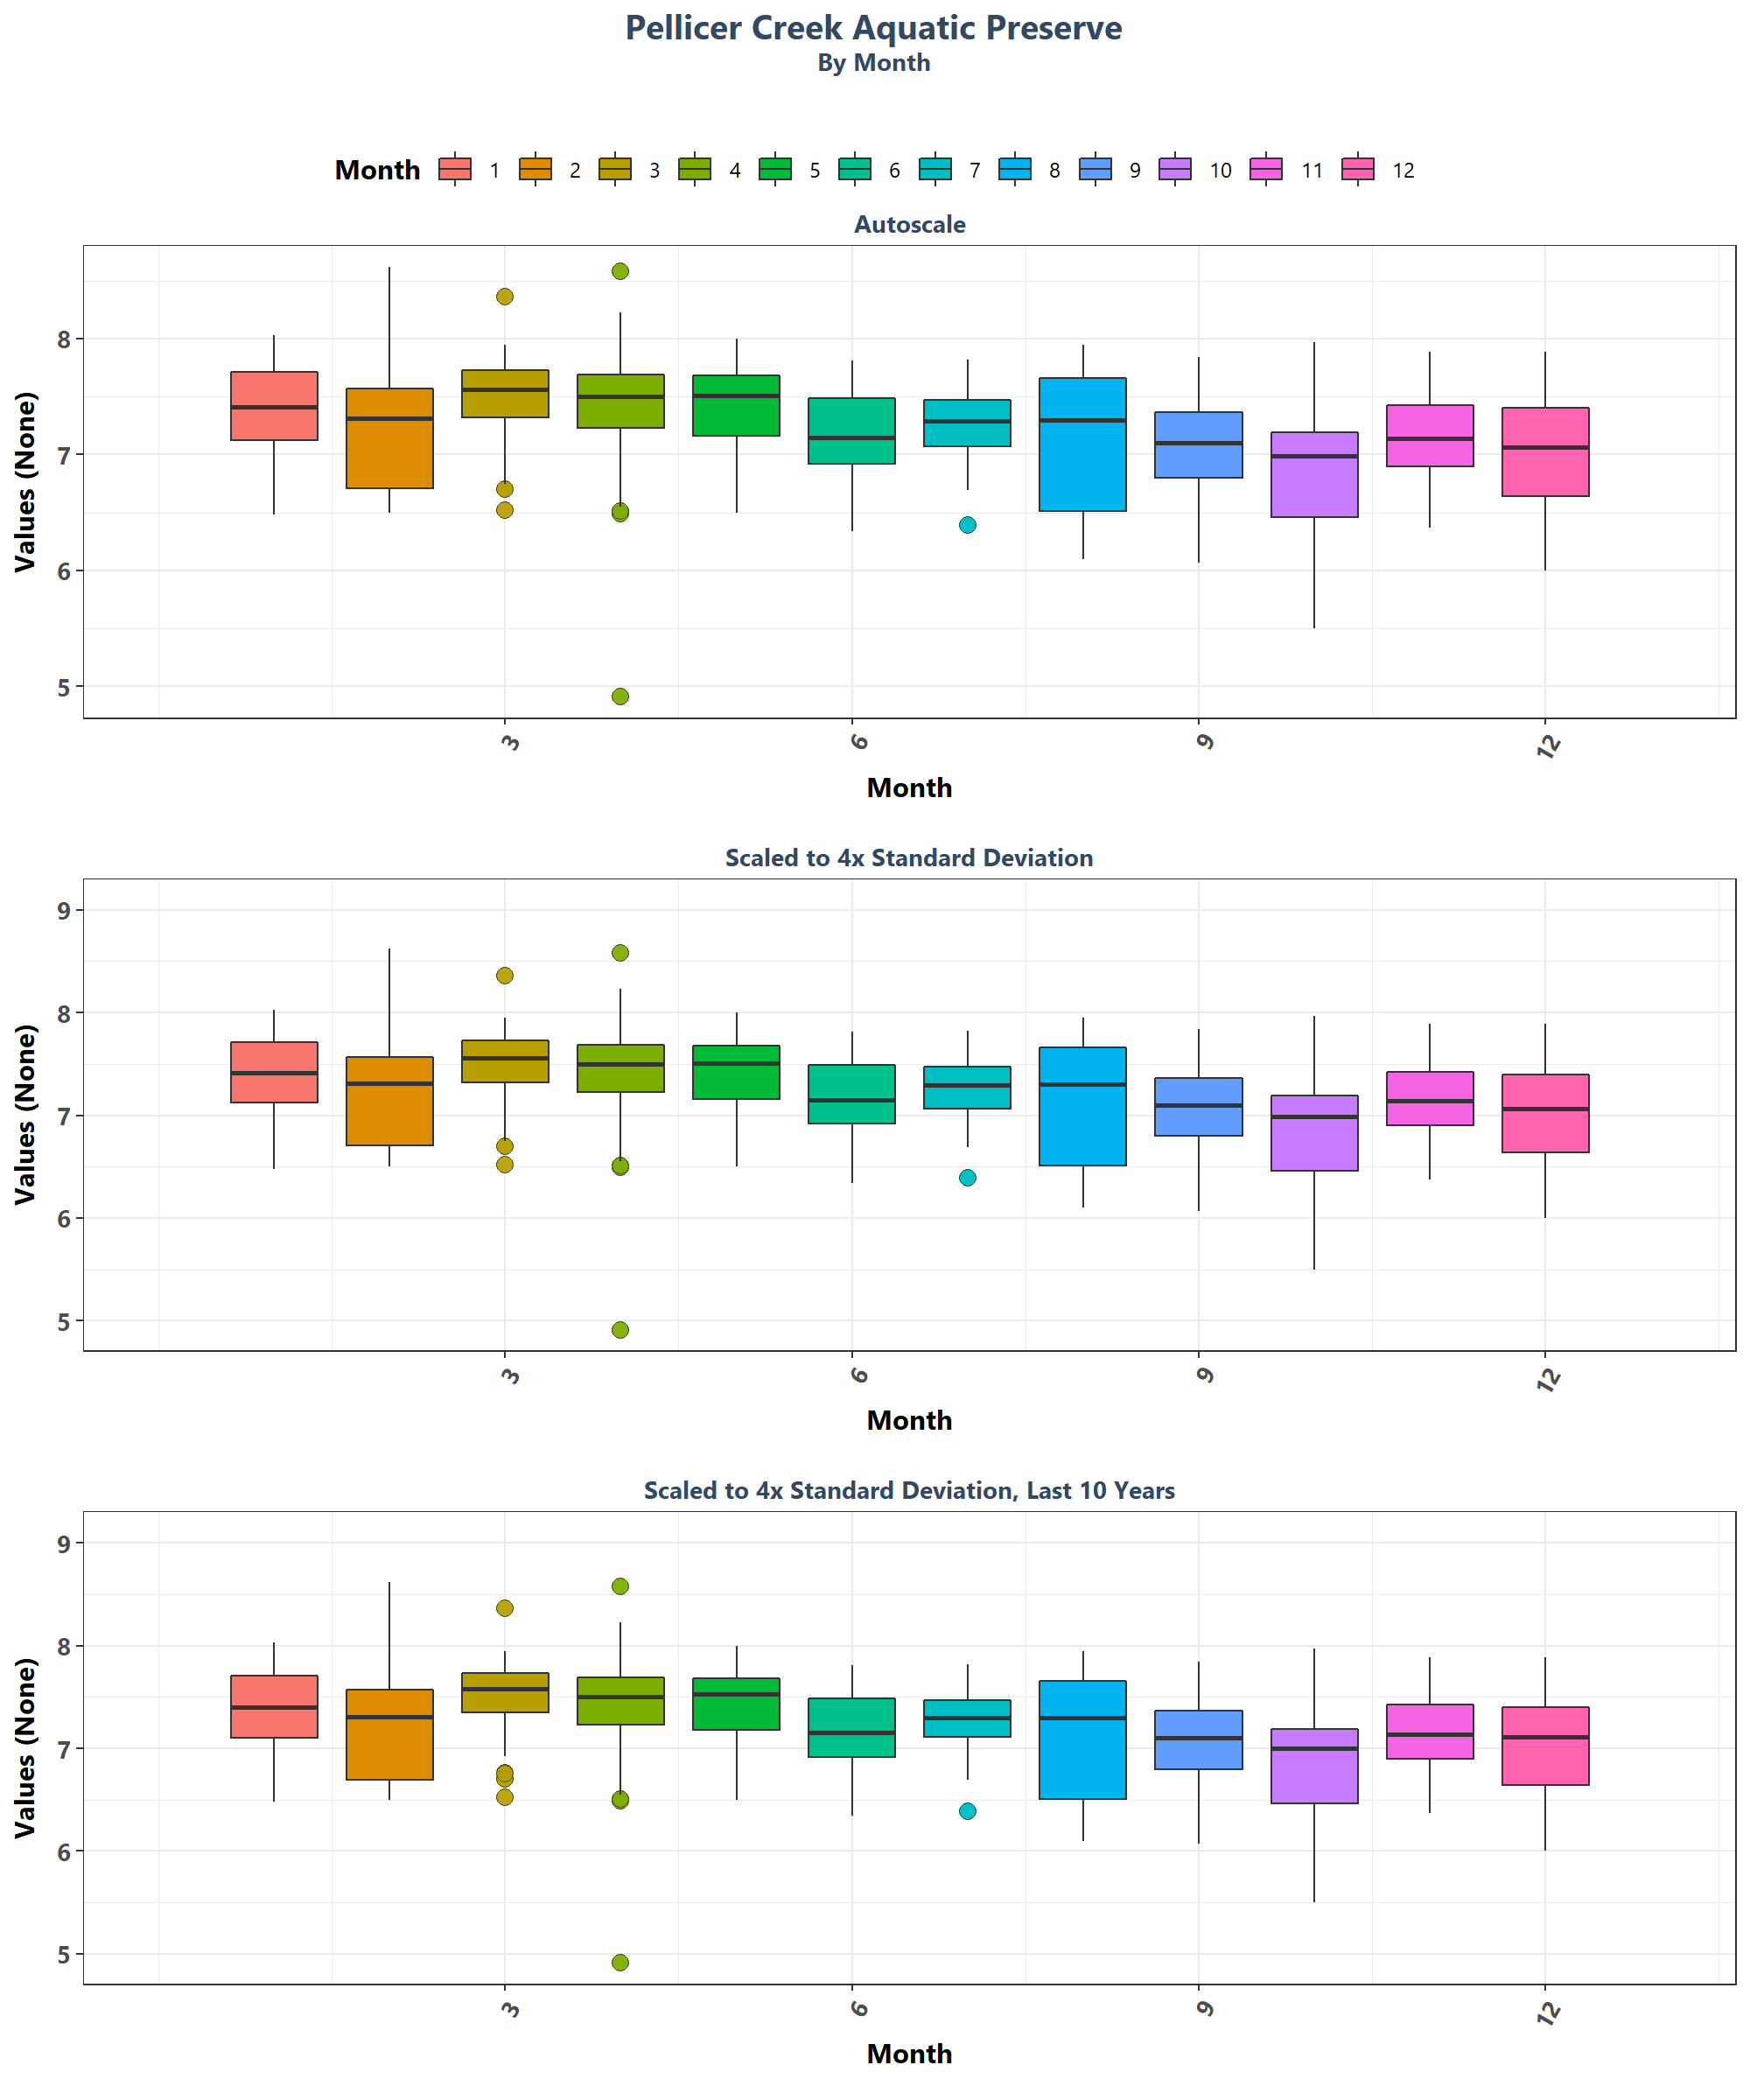 Pellicer Creek Aquatic Preserve
By Month
Month 1 2 3 4 5 6 7 8 9 10 11 12
Autoscale
Values (None)
8
7
6
5
3 6 9 12
Month
Scaled to 4x Standard Deviation
Values (None)
9
8
7
6
5
3 6 9 12
Month
Scaled to 4x Standard Deviation, Last 10 Years
Values (None)
9
8
7
6
5
3 6 9 12
Month